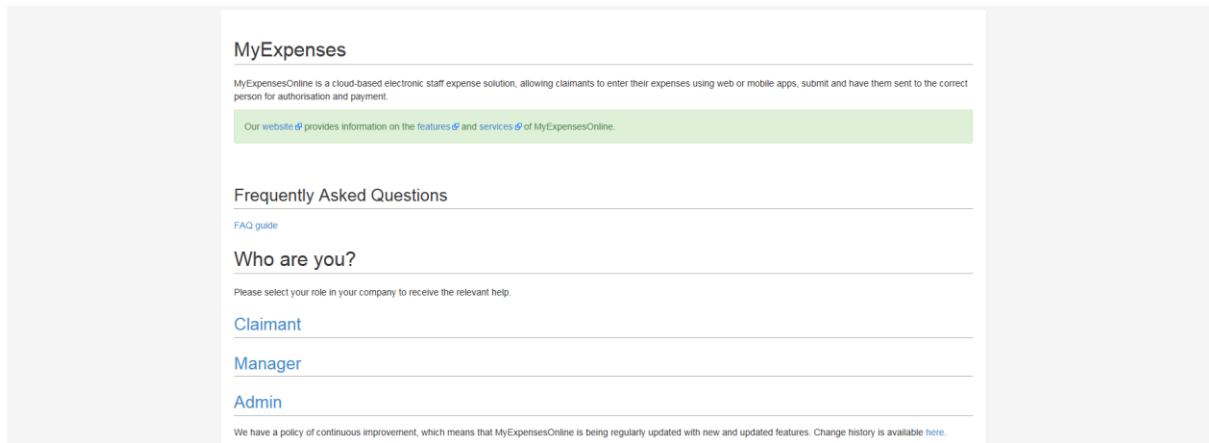 MyExpenses
MyExpensesOnline is a cloud-based electronic staff expense solution, allowing claimants to enter their expenses using web or mobile apps, submit and have them sent to the correct
person for authorisation and payment.
Our website provides information on the features and services of MyExpensesOnline.
Frequently Asked Questions
FAQ guide
Who are you?
Please select your role in your company to receive the relevant help.
Claimant
Manager
Admin
We have a policy of continuous improvement, which means that MyExpensesOnline is being regularly updated with new and updated features. Change history is available here.